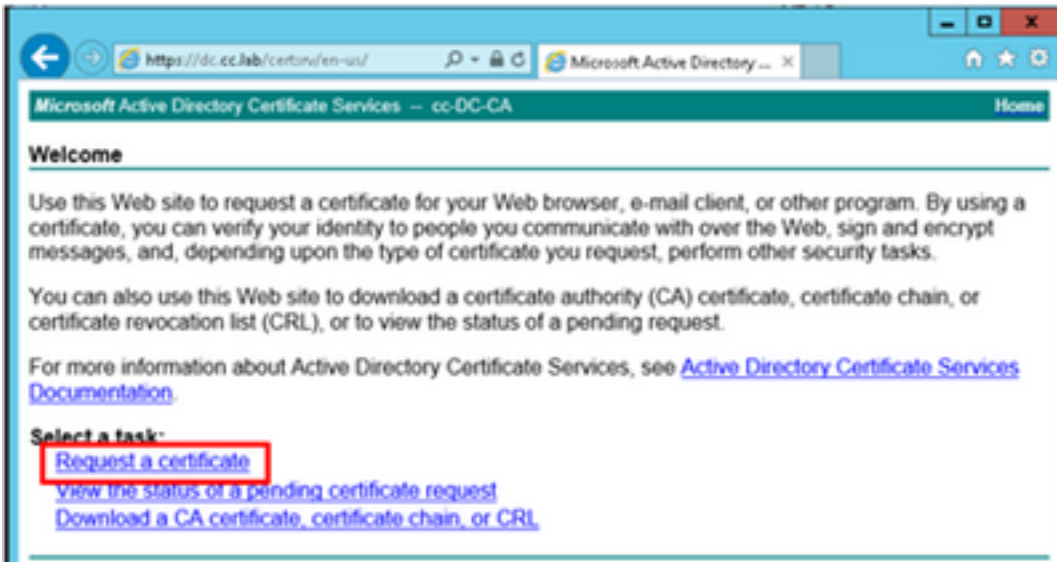 https://dc.cc.lab/certsrv/en-us/
Microsoft Active Directory ...
Microsoft Active Directory Certificate Services -- cc-DC-CA
Home
Welcome
Use this Web site to request a certificate for your Web browser, e-mail client, or other program. By using a
certificate, you can verify your identity to people you communicate with over the Web, sign and encrypt
messages, and, depending upon the type of certificate you request, perform other security tasks.
You can also use this Web site to download a certificate authority (CA) certificate, certificate chain, or
certificate revocation list (CRL), or to view the status of a pending request.
For more information about Active Directory Certificate Services, see Active Directory Certificate Services
Documentation.
Select a task:
Request a certificate
View the status of a pending certificate request
Download a CA certificate, certificate chain, or CRL